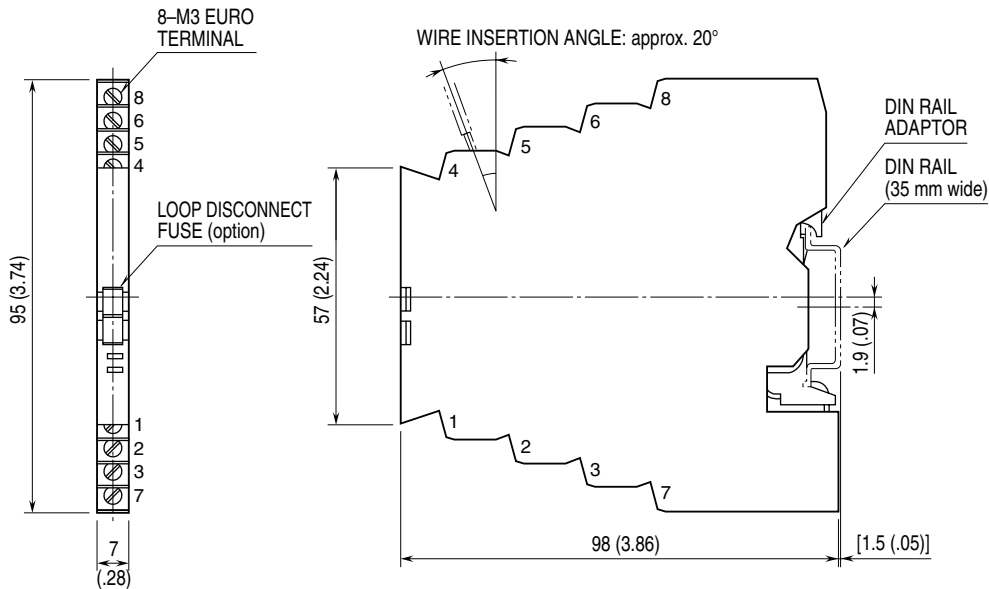 8–M3 EURO
TERMINAL
8
6
5
4
LOOP DISCONNECT
FUSE (option)
95 (3.74)
1
2
3
7
7
(.28)
WIRE INSERTION ANGLE: approx. 20°
8
6
5
4
DIN RAIL
ADAPTOR
DIN RAIL
(35 mm wide)
57 (2.24)
1.9 (.07)
1
2
3
7
98 (3.86)
[1.5 (.05)]